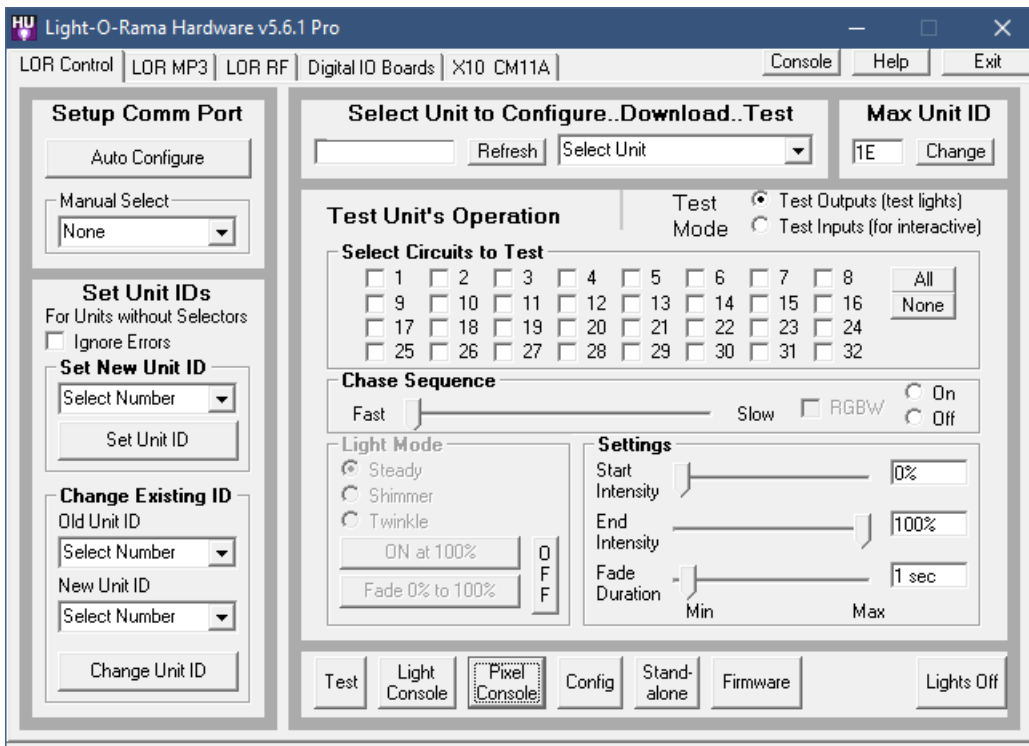 HU Light-O-Rama Hardware v5.6.1 Pro
LOR Control LOR MP3 LOR RF Digital IO Boards X10 CM11A Console Help Exit
Setup Comm Port
Auto Configure
Manual Select
None
Set Unit IDs
For Units without Selectors
Ignore Errors
Set New Unit ID
Select Number
Set Unit ID
Change Existing ID
Old Unit ID
Select Number
New Unit ID
Select Number
Change Unit ID
Select Unit to Configure..Download..Test
Refresh Select Unit
Max Unit ID
1E Change
Test Unit's Operation
Test Mode
Test Outputs (test lights)
Test Inputs (for interactive)
Select Circuits to Test
1 2 3 4 5 6 7 8
9 10 11 12 13 14 15 16
17 18 19 20 21 22 23 24
25 26 27 28 29 30 31 32
All
None
Chase Sequence
Fast Slow RGBW
On
Off
Light Mode
Steady
Shimmer
Twinkle
ON at 100%
Fade 0% to 100%
O
F
F
Settings
Start
Intensity
0%
End
Intensity
100%
Fade
Duration
1 sec
Min Max
Test
Light
Console
Pixel
Console
Config
Stand-
alone
Firmware
Lights Off